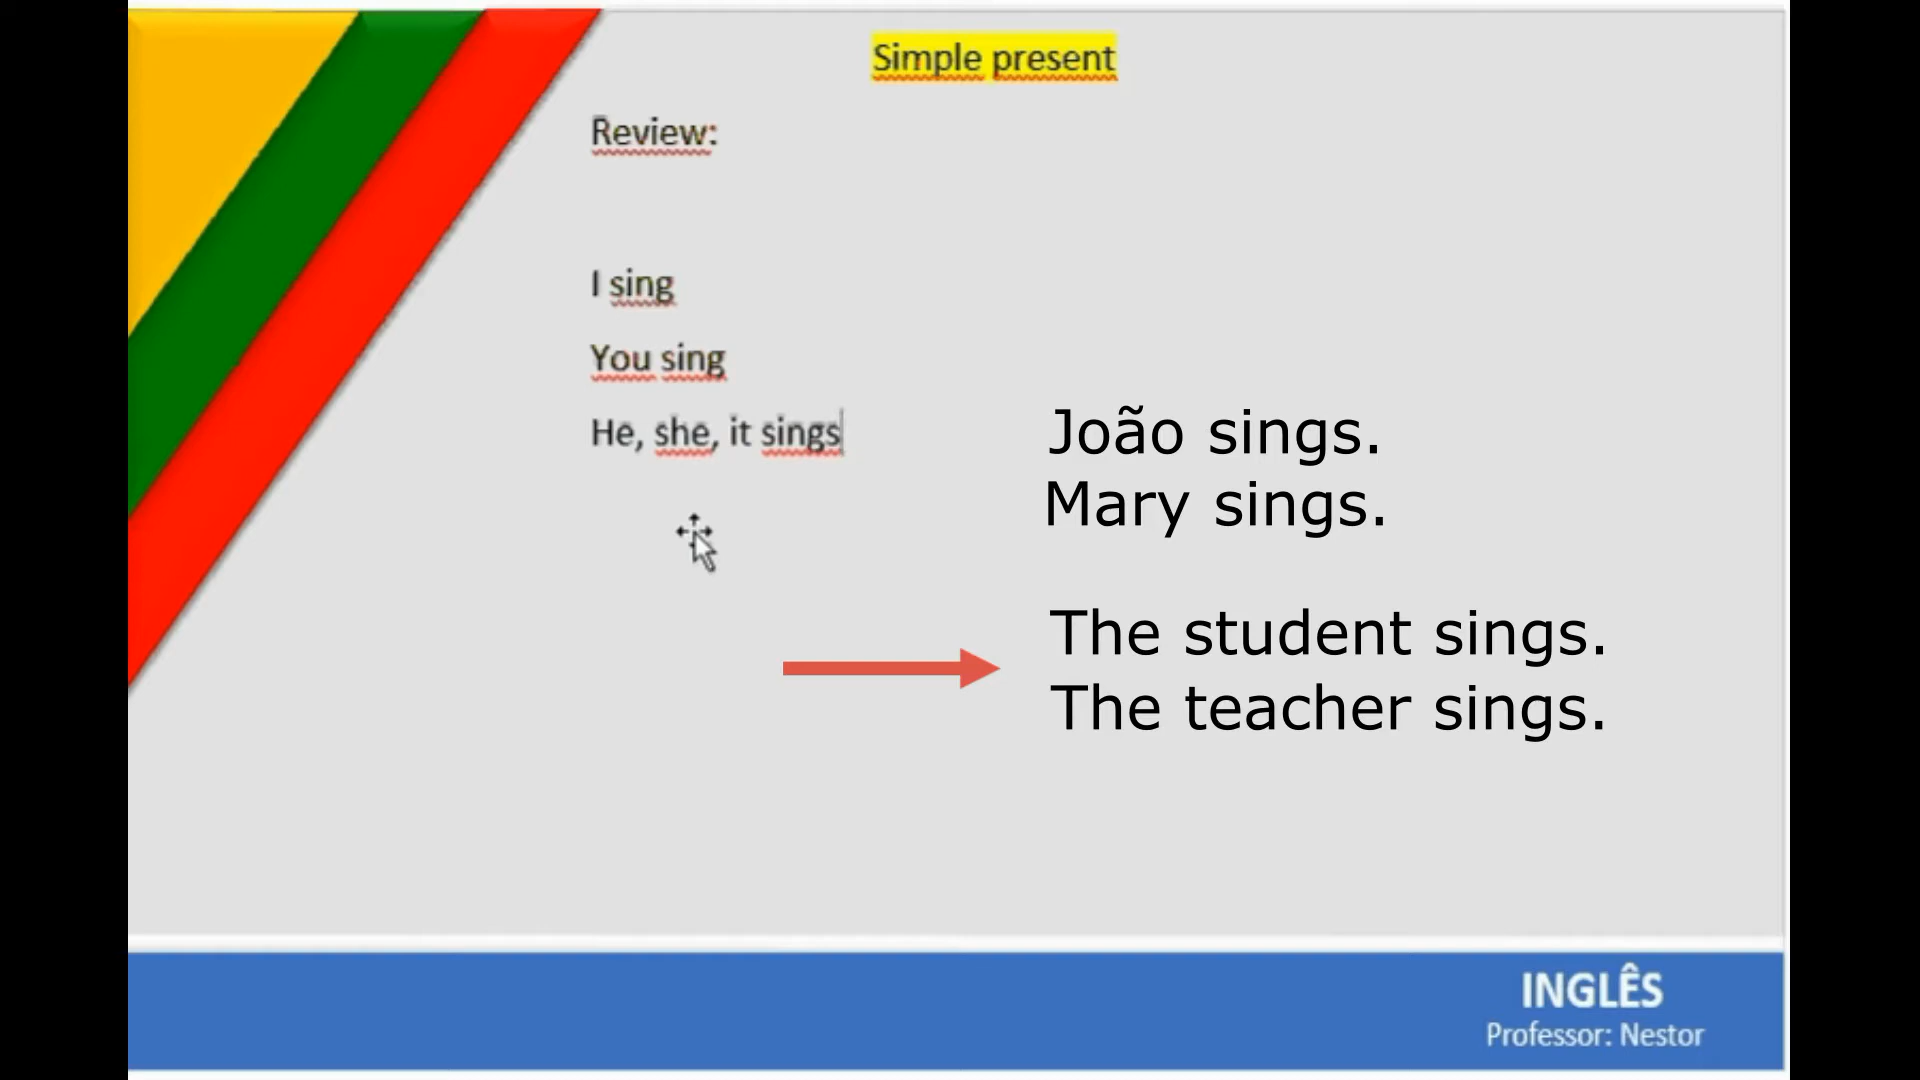 Simple present
Review:
I sing
You sing
He, she, it sings
João sings.
Mary sings.
The student sings.
The teacher sings.
INGLÊS
Professor: Nestor